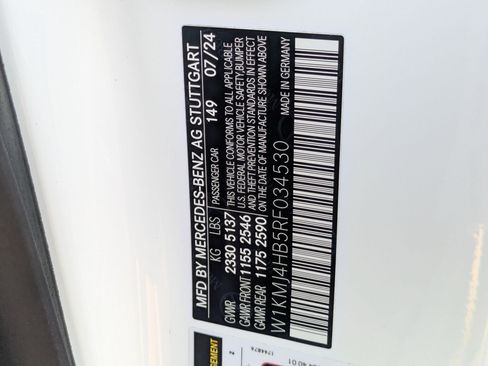 MFD BY MERCEDES-BENZ AG STUTTGART
KG LBS PASSENGER CAR 149 07/24
GVWR 2330 5137 THIS VEHICLE CONFORMS TO ALL APPLICABLE
GAWR FRONT 1155 2546 U.S. FEDERAL MOTOR VEHICLE SAFETY, BUMPER
GAWR REAR 1175 2590 AND THEFT PREVENTION STANDARDS IN EFFECT
ON THE DATE OF MANUFACTURE SHOWN ABOVE
W1KMJ4HB5RF034530 MADE IN GERMANY